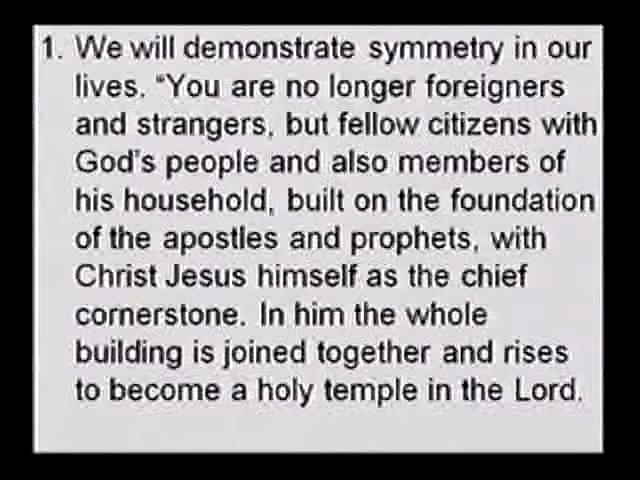 1. We will demonstrate symmetry in our
lives. “You are no longer foreigners
and strangers, but fellow citizens with
God’s people and also members of
his household, built on the foundation
of the apostles and prophets, with
Christ Jesus himself as the chief
cornerstone. In him the whole
building is joined together and rises
to become a holy temple in the Lord.